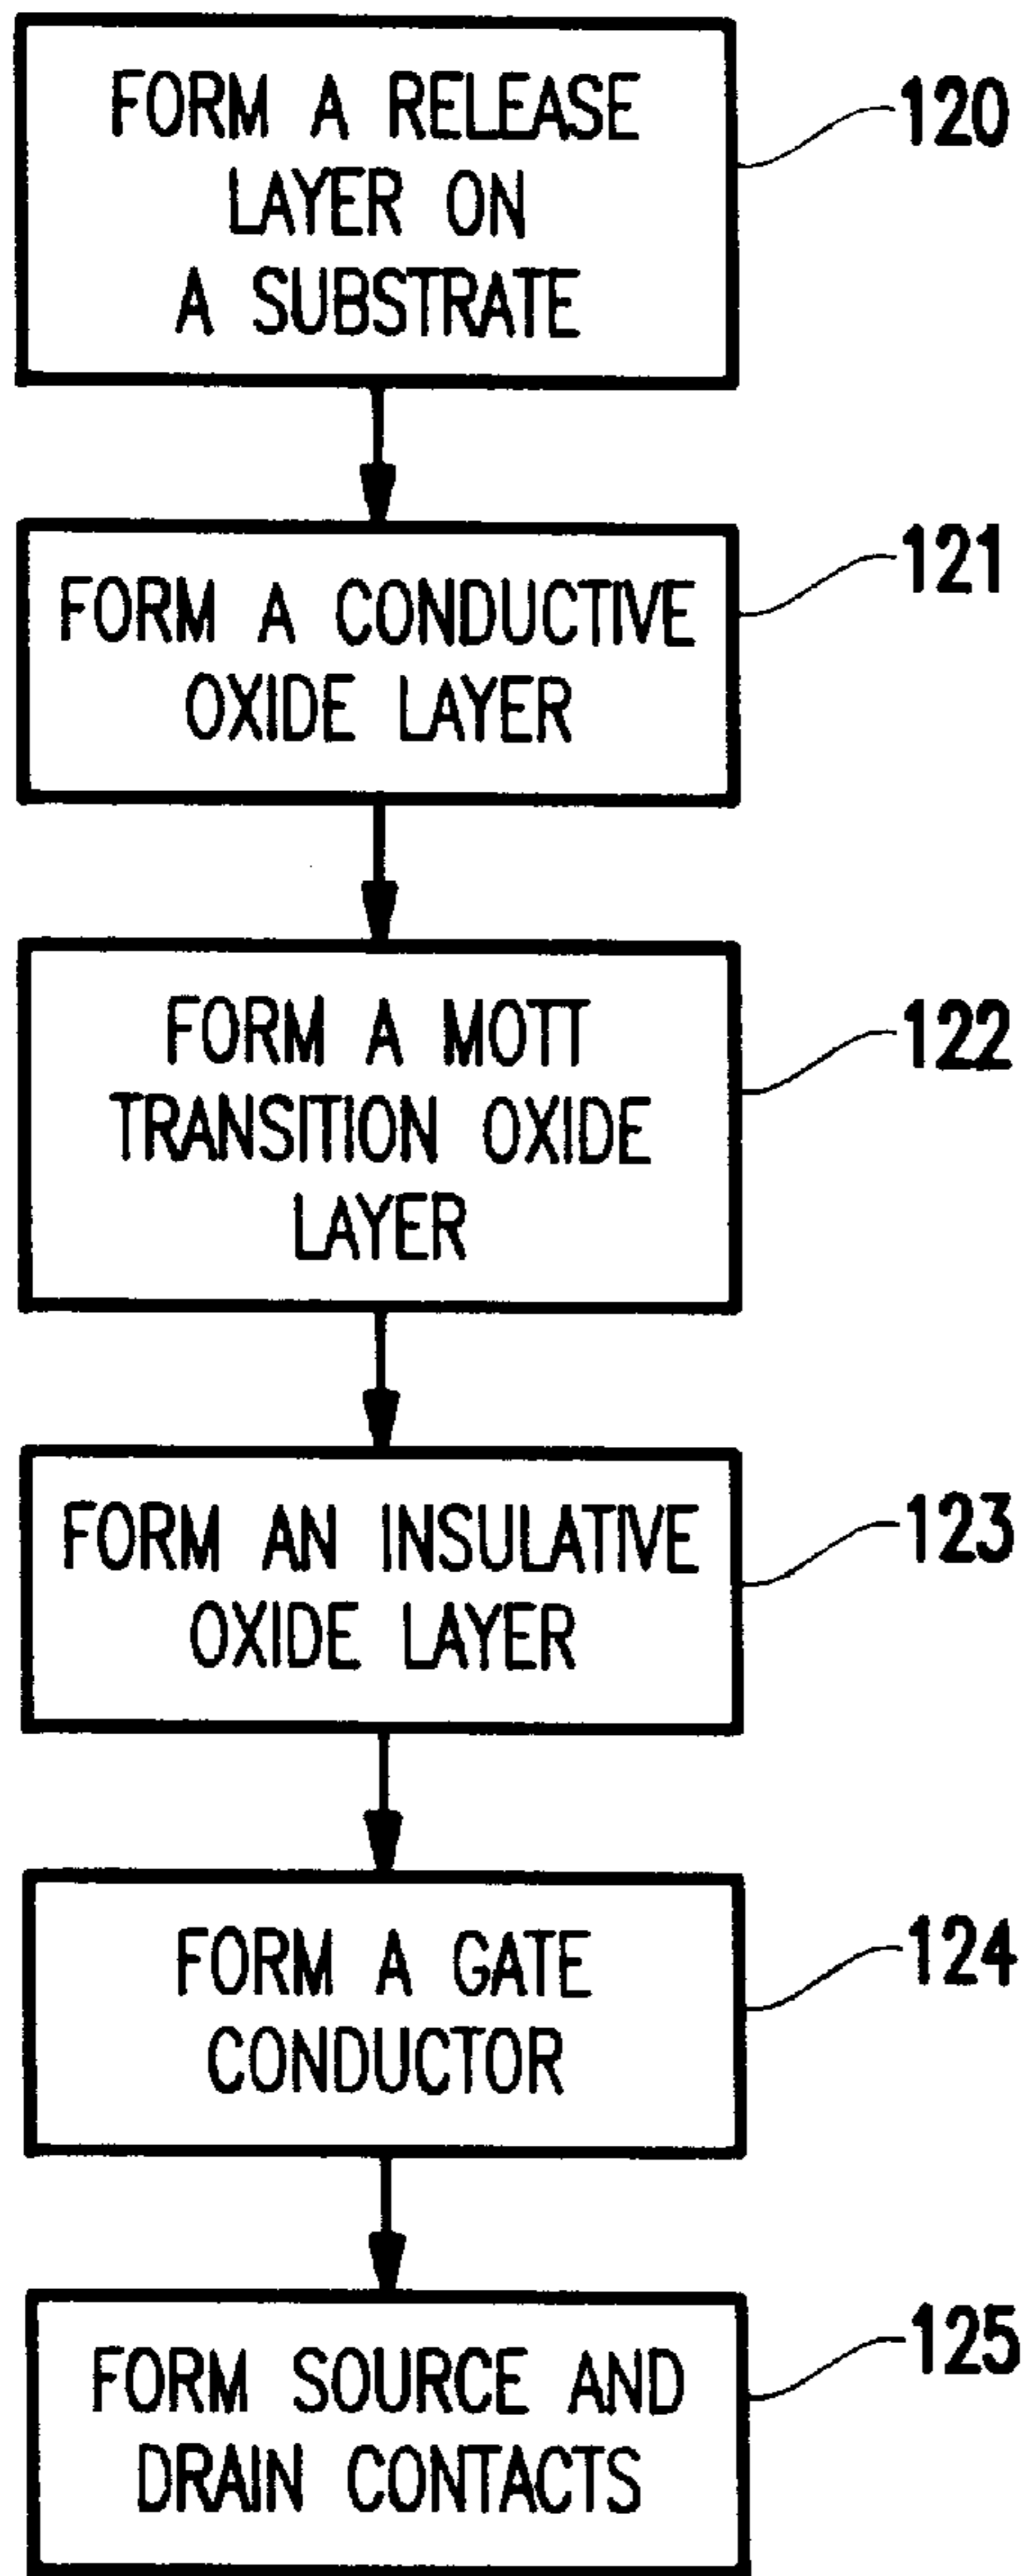 FORM A RELEASE
LAYER ON
A SUBSTRATE
120
FORM A CONDUCTIVE
OXIDE LAYER
121
FORM A MOTT
TRANSITION OXIDE
LAYER
122
FORM AN INSULATIVE
OXIDE LAYER
123
FORM A GATE
CONDUCTOR
124
FORM SOURCE AND
DRAIN CONTACTS
125